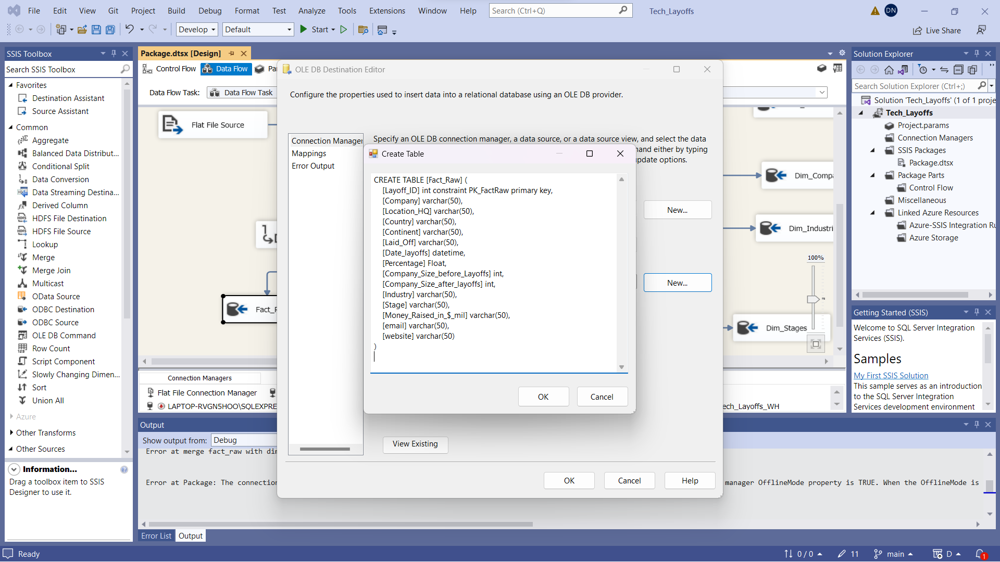 File Edit View Git Project Build Debug Format Test Analyze Tools Extensions Window Help Search (Ctrl+Q) Tech_Layoffs DN
Develop Default Start Live Share
SSIS Toolbox
Search SSIS Toolbox
Favorites
Destination Assistant
Source Assistant
Common
Aggregate
Balanced Data Distribut...
Conditional Split
Data Conversion
Data Streaming Destina...
Derived Column
HDFS File Destination
HDFS File Source
Lookup
Merge
Merge Join
Multicast
OData Source
ODBC Destination
ODBC Source
OLE DB Command
Row Count
Script Component
Slowly Changing Dimen...
Sort
Union All
Azure
Other Transforms
Other Sources
Information...
Drag a toolbox item to SSIS
Designer to use it.
Package.dtsx [Design]
Control Flow Data Flow
Data Flow Task: Data Flow Task
Flat File Source
Dim_Compa
Dim_Industri
Dim_Stages
100%
Connection Managers
Flat File Connection Manager
LAPTOP-RVGN5HOO\SQLEXPRE
ech_Layoffs_WH
OLE DB Destination Editor
Configure the properties used to insert data into a relational database using an OLE DB provider.
Connection Manager
Mappings
Error Output
Specify an OLE DB connection manager, a data source, or a data source view, and select the data
mand either by typing
update options.
New...
New...
View Existing
OK Cancel Help
Create Table
CREATE TABLE [Fact_Raw] (
[Layoff_ID] int constraint PK_FactRaw primary key,
[Company] varchar(50),
[Location_HQ] varchar(50),
[Country] varchar(50),
[Continent] varchar(50),
[Laid_Off] varchar(50),
[Date_layoffs] datetime,
[Percentage] Float,
[Company_Size_before_Layoffs] int,
[Company_Size_after_layoffs] int,
[Industry] varchar(50),
[Stage] varchar(50),
[Money_Raised_in_$_mil] varchar(50),
[email] varchar(50),
[website] varchar(50)
)
OK Cancel
Output
Show output from: Debug
Error at merge fact_raw with dim
Error at Package: The connection manager OfflineMode property is TRUE. When the OfflineMode is
Error List Output
Solution Explorer
Search Solution Explorer (Ctrl+;)
Solution 'Tech_Layoffs' (1 of 1 proje
Tech_Layoffs
Project.params
Connection Managers
SSIS Packages
Package.dtsx
Package Parts
Control Flow
Miscellaneous
Linked Azure Resources
Azure-SSIS Integration Ru
Azure Storage
Getting Started (SSIS)
Welcome to SQL Server Integration
Services (SSIS).
Samples
My First SSIS Solution
This sample serves as an introduction
to the SQL Server Integration
Services development environment
Ready 0 / 0 11 main D 1